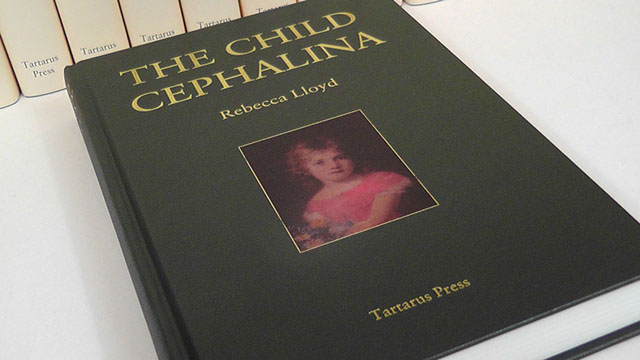 Tartarus
Press
Tartarus
Tartarus
Tartarus
THE CHILD
CEPHALINA
Rebecca Lloyd
Tartarus Press